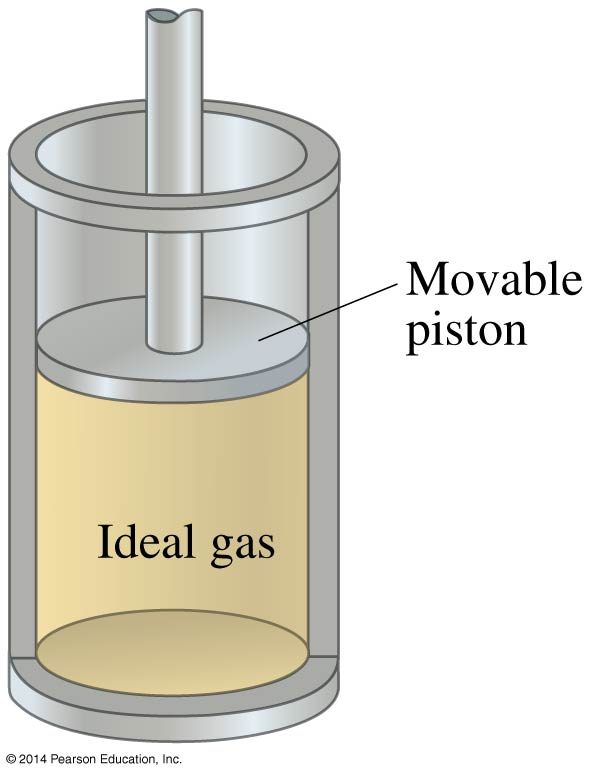 Movable
piston
Ideal gas
© 2014 Pearson Education, Inc.